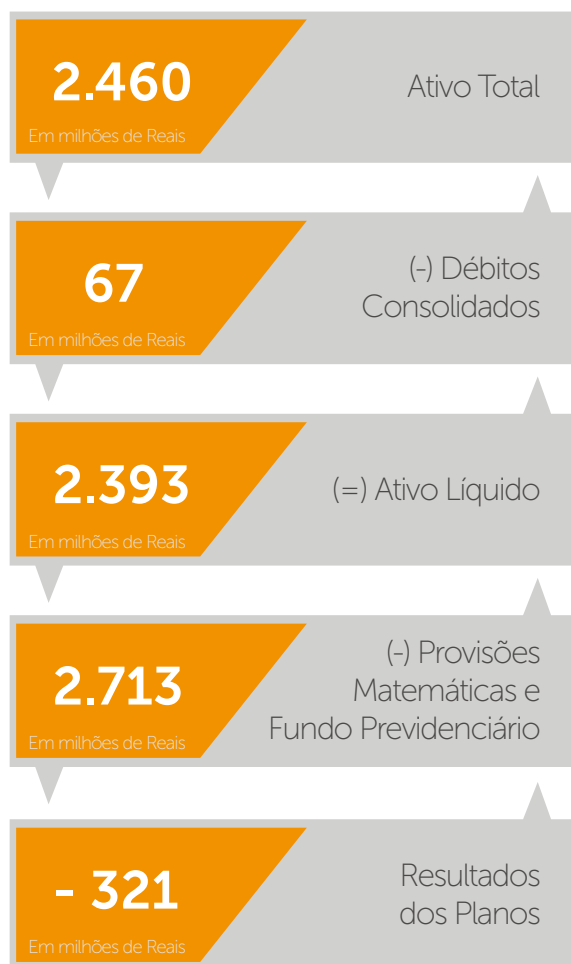 2.460
Em milhões de Reais
Ativo Total
67
Em milhões de Reais
(-) Débitos
Consolidados
2.393
Em milhões de Reais
(=) Ativo Líquido
2.713
Em milhões de Reais
(-) Provisões
Matemáticas e
Fundo Previdenciário
- 321
Em milhões de Reais
Resultados
dos Planos